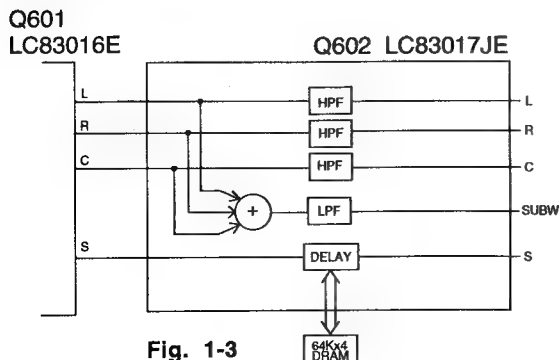 Q601
LC83016E
Q602 LC83017JE
L
HPF
L
R
HPF
R
C
HPF
C
+
LPF
SUBW
S
DELAY
S
64Kx4
DRAM
Fig. 1-3